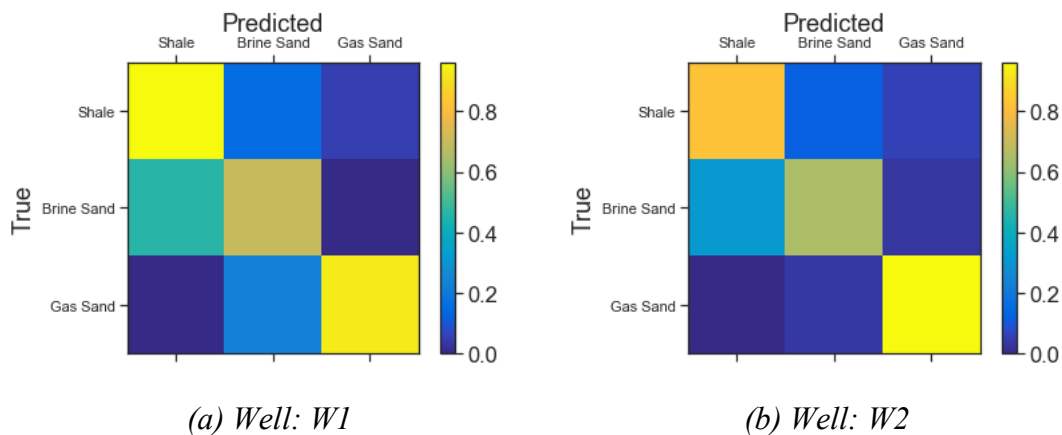 Predicted
Shale Brine Sand Gas Sand
True
Shale
Brine Sand
Gas Sand
0.8
0.6
0.4
0.2
0.0
(a) Well: W1
Predicted
Shale Brine Sand Gas Sand
True
Shale
Brine Sand
Gas Sand
0.8
0.6
0.4
0.2
0.0
(b) Well: W2